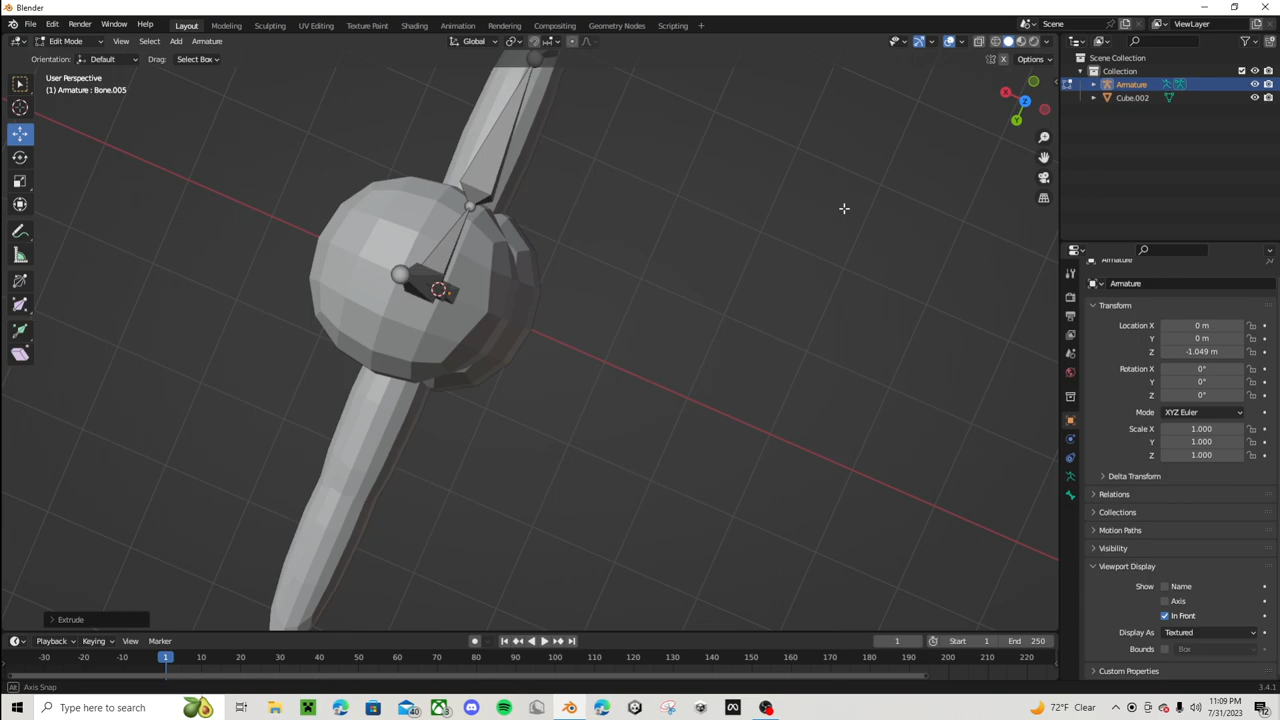 Blender
File Edit Render Window Help Layout Modeling Sculpting UV Editing Texture Paint Shading Animation Rendering Compositing Geometry Nodes Scripting + Scene ViewLayer
Edit Mode View Select Add Armature Global
Orientation: Default Drag: Select Box X Options
User Perspective
(1) Armature : Bone.005
X
Z
Y
Scene Collection
Collection
Armature
Cube.002
Armature
Armature
Transform
Location X 0 m
Y 0 m
Z -1.049 m
Rotation X 0°
Y 0°
Z 0°
Mode XYZ Euler
Scale X 1.000
Y 1.000
Z 1.000
Delta Transform
Relations
Collections
Motion Paths
Visibility
Viewport Display
Show Name
Axis
In Front
Display As Textured
Bounds Box
Custom Properties
Extrude
Playback Keying View Marker 1 Start 1 End 250
-30 -20 -10 1 10 20 30 40 50 60 70 80 90 100 110 120 130 140 150 160 170 180 190 200 210 220
Alt Axis Snap 3.4.1
Type here to search 40 3 72°F Clear 11:09 PM
7/31/2023 12